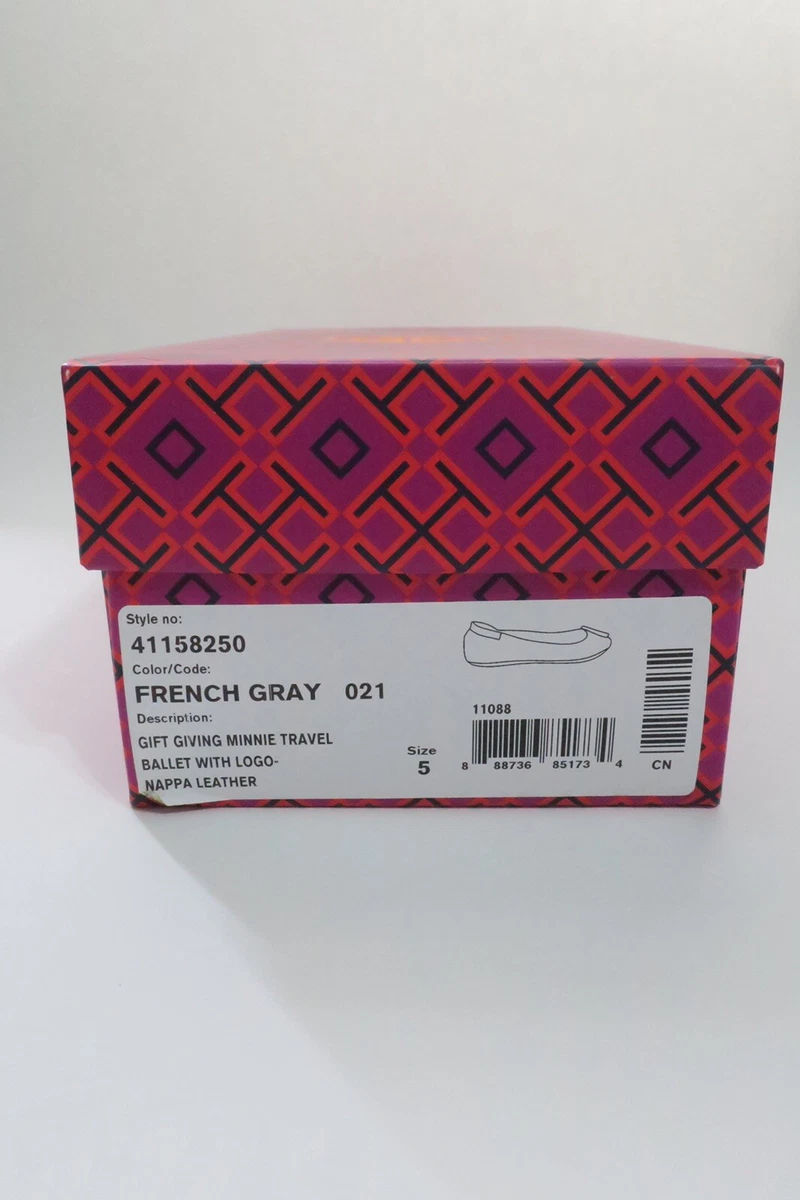 Style no:
41158250
Color/Code:
FRENCH GRAY 021
Description:
GIFT GIVING MINNIE TRAVEL
BALLET WITH LOGO-
NAPPA LEATHER
Size
5
11088
8 88736 85173 4
CN